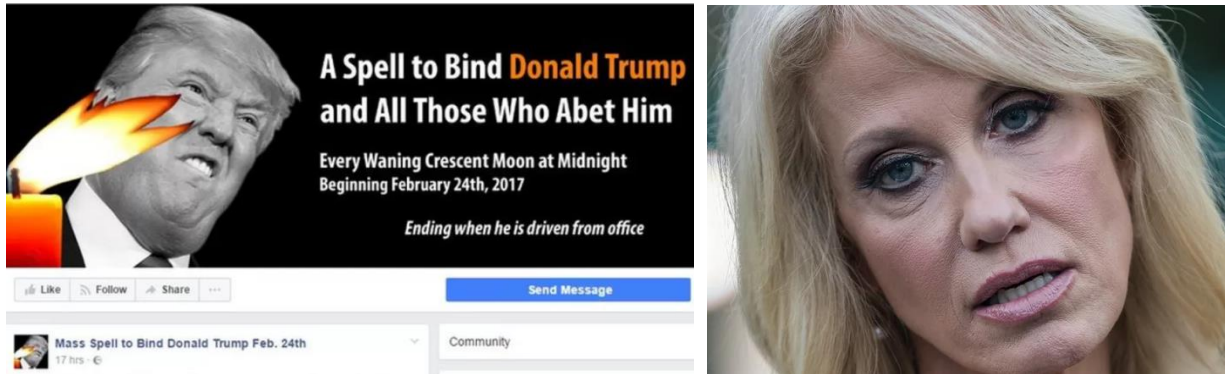 A Spell to Bind Donald Trump
and All Those Who Abet Him
Every Waning Crescent Moon at Midnight
Beginning February 24th, 2017
Ending when he is driven from office
Like Follow Share ...
Send Message
Mass Spell to Bind Donald Trump Feb. 24th
17 hrs ·
Community